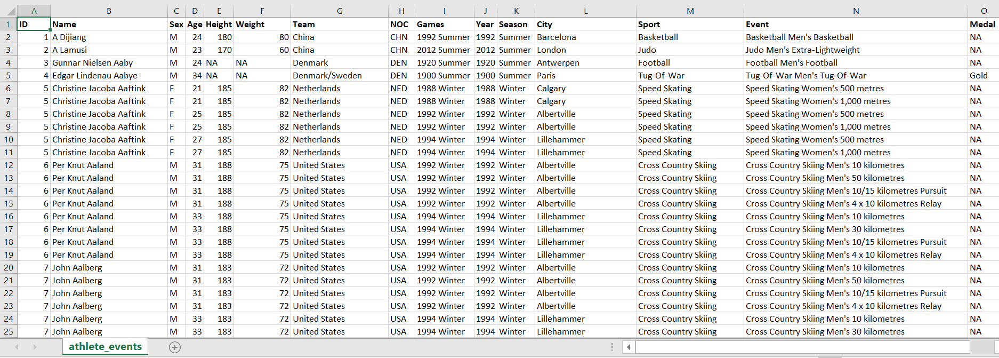 A B C D E F G H I J K L M N O
1 ID Name Sex Age Height Weight Team NOC Games Year Season City Sport Event Medal
2 1 A Dijiang M 24 180 80 China CHN 1992 Summer 1992 Summer Barcelona Basketball Basketball Men's Basketball NA
3 2 A Lamusi M 23 170 60 China CHN 2012 Summer 2012 Summer London Judo Judo Men's Extra-Lightweight NA
4 3 Gunnar Nielsen Aaby M 24 NA NA Denmark DEN 1920 Summer 1920 Summer Antwerpen Football Football Men's Football NA
5 4 Edgar Lindenau Aabye M 34 NA NA Denmark/Sweden DEN 1900 Summer 1900 Summer Paris Tug-Of-War Tug-Of-War Men's Tug-Of-War Gold
6 5 Christine Jacoba Aaftink F 21 185 82 Netherlands NED 1988 Winter 1988 Winter Calgary Speed Skating Speed Skating Women's 500 metres NA
7 5 Christine Jacoba Aaftink F 21 185 82 Netherlands NED 1988 Winter 1988 Winter Calgary Speed Skating Speed Skating Women's 1,000 metres NA
8 5 Christine Jacoba Aaftink F 25 185 82 Netherlands NED 1992 Winter 1992 Winter Albertville Speed Skating Speed Skating Women's 500 metres NA
9 5 Christine Jacoba Aaftink F 25 185 82 Netherlands NED 1992 Winter 1992 Winter Albertville Speed Skating Speed Skating Women's 1,000 metres NA
10 5 Christine Jacoba Aaftink F 27 185 82 Netherlands NED 1994 Winter 1994 Winter Lillehammer Speed Skating Speed Skating Women's 500 metres NA
11 5 Christine Jacoba Aaftink F 27 185 82 Netherlands NED 1994 Winter 1994 Winter Lillehammer Speed Skating Speed Skating Women's 1,000 metres NA
12 6 Per Knut Aaland M 31 188 75 United States USA 1992 Winter 1992 Winter Albertville Cross Country Skiing Cross Country Skiing Men's 10 kilometres NA
13 6 Per Knut Aaland M 31 188 75 United States USA 1992 Winter 1992 Winter Albertville Cross Country Skiing Cross Country Skiing Men's 50 kilometres NA
14 6 Per Knut Aaland M 31 188 75 United States USA 1992 Winter 1992 Winter Albertville Cross Country Skiing Cross Country Skiing Men's 10/15 kilometres Pursuit NA
15 6 Per Knut Aaland M 31 188 75 United States USA 1992 Winter 1992 Winter Albertville Cross Country Skiing Cross Country Skiing Men's 4 x 10 kilometres Relay NA
16 6 Per Knut Aaland M 33 188 75 United States USA 1994 Winter 1994 Winter Lillehammer Cross Country Skiing Cross Country Skiing Men's 10 kilometres NA
17 6 Per Knut Aaland M 33 188 75 United States USA 1994 Winter 1994 Winter Lillehammer Cross Country Skiing Cross Country Skiing Men's 30 kilometres NA
18 6 Per Knut Aaland M 33 188 75 United States USA 1994 Winter 1994 Winter Lillehammer Cross Country Skiing Cross Country Skiing Men's 10/15 kilometres Pursuit NA
19 6 Per Knut Aaland M 33 188 75 United States USA 1994 Winter 1994 Winter Lillehammer Cross Country Skiing Cross Country Skiing Men's 4 x 10 kilometres Relay NA
20 7 John Aalberg M 31 183 72 United States USA 1992 Winter 1992 Winter Albertville Cross Country Skiing Cross Country Skiing Men's 10 kilometres NA
21 7 John Aalberg M 31 183 72 United States USA 1992 Winter 1992 Winter Albertville Cross Country Skiing Cross Country Skiing Men's 50 kilometres NA
22 7 John Aalberg M 31 183 72 United States USA 1992 Winter 1992 Winter Albertville Cross Country Skiing Cross Country Skiing Men's 10/15 kilometres Pursuit NA
23 7 John Aalberg M 31 183 72 United States USA 1992 Winter 1992 Winter Albertville Cross Country Skiing Cross Country Skiing Men's 4 x 10 kilometres Relay NA
24 7 John Aalberg M 33 183 72 United States USA 1994 Winter 1994 Winter Lillehammer Cross Country Skiing Cross Country Skiing Men's 10 kilometres NA
25 7 John Aalberg M 33 183 72 United States USA 1994 Winter 1994 Winter Lillehammer Cross Country Skiing Cross Country Skiing Men's 30 kilometres NA
athlete_events